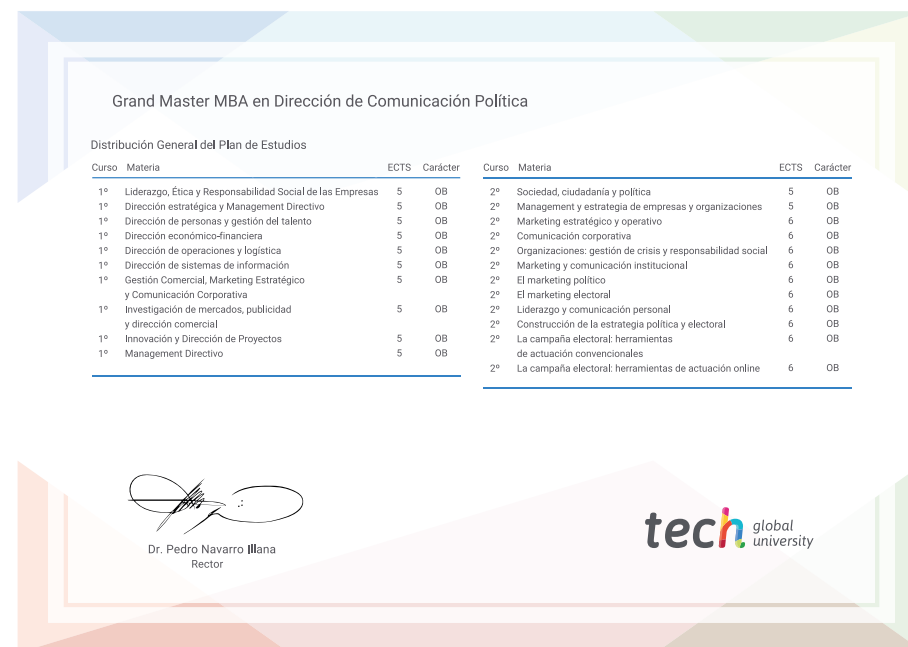 Grand Master MBA en Dirección de Comunicación Política
Distribución General del Plan de Estudios
Curso Materia ECTS Carácter
1º Liderazgo, Ética y Responsabilidad Social de las Empresas 5 OB
1º Dirección estratégica y Management Directivo 5 OB
1º Dirección de personas y gestión del talento 5 OB
1º Dirección económico-financiera 5 OB
1º Dirección de operaciones y logística 5 OB
1º Dirección de sistemas de información 5 OB
1º Gestión Comercial, Marketing Estratégico 5 OB
y Comunicación Corporativa
1º Investigación de mercados, publicidad 5 OB
y dirección comercial
1º Innovación y Dirección de Proyectos 5 OB
1º Management Directivo 5 OB
Curso Materia ECTS Carácter
2º Sociedad, ciudadanía y política 5 OB
2º Management y estrategia de empresas y organizaciones 5 OB
2º Marketing estratégico y operativo 6 OB
2º Comunicación corporativa 6 OB
2º Organizaciones: gestión de crisis y responsabilidad social 6 OB
2º Marketing y comunicación institucional 6 OB
2º El marketing político 6 OB
2º El marketing electoral 6 OB
2º Liderazgo y comunicación personal 6 OB
2º Construcción de la estrategia política y electoral 6 OB
2º La campaña electoral: herramientas 6 OB
de actuación convencionales
2º La campaña electoral: herramientas de actuación online 6 OB
Dr. Pedro Navarro Illana
Rector
tech global
university